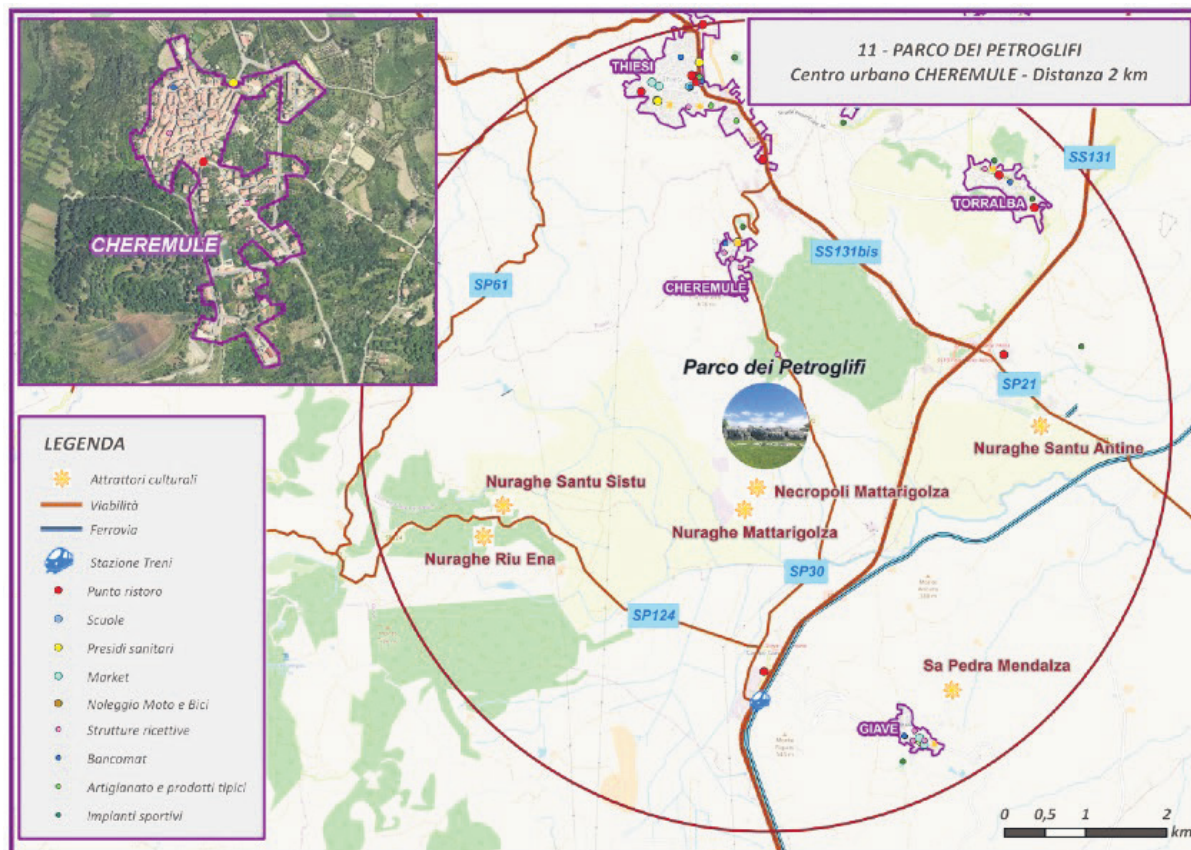 11 - PARCO DEI PETROGLIFI
Centro urbano CHEREMULE - Distanza 2 km
CHEREMULE
THIESI
SS131
TORRALBA
SS131bis
CHEREMULE
SP61
Parco dei Petroglifi
SP21
Nuraghe Santu Antine
Nuraghe Santu Sistu
Necropoli Mattarigolza
Nuraghe Mattarigolza
Nuraghe Riu Ena
SP30
SP124
Sa Pedra Mendalza
GIAVE
LEGENDA
Attrattori culturali
Viabilità
Ferrovia
Stazione Treni
Punto ristoro
Scuole
Presidi sanitari
Market
Noleggio Moto e Bici
Strutture ricettive
Bancomat
Artigianato e prodotti tipici
Impianti sportivi
0 0,5 1 2
km